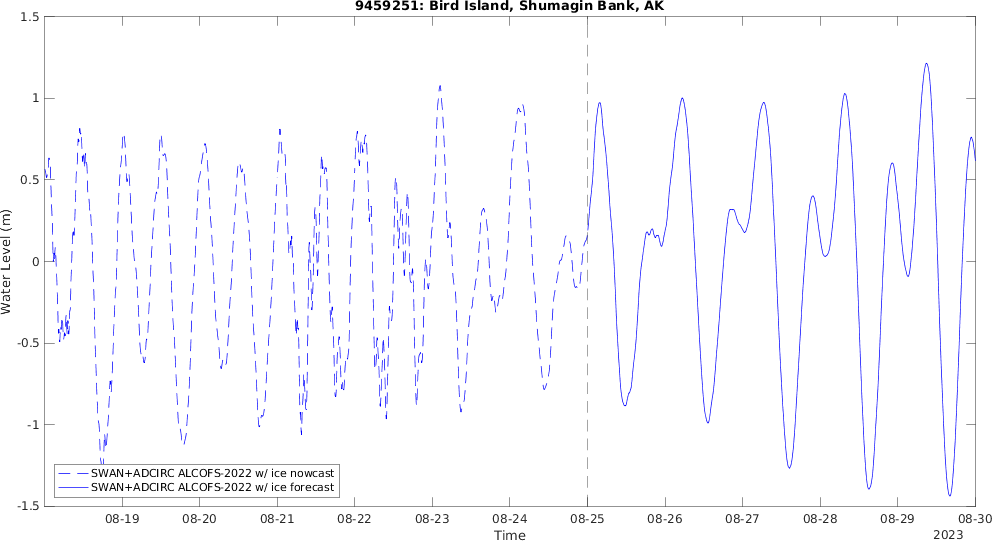 9459251: Bird Island, Shumagin Bank, AK
Water Level (m)
1.5
1
0.5
0
-0.5
-1
-1.5
SWAN+ADCIRC ALCOFS-2022 w/ ice nowcast
SWAN+ADCIRC ALCOFS-2022 w/ ice forecast
08-19 08-20 08-21 08-22 08-23 08-24 08-25 08-26 08-27 08-28 08-29 08-30
Time
2023